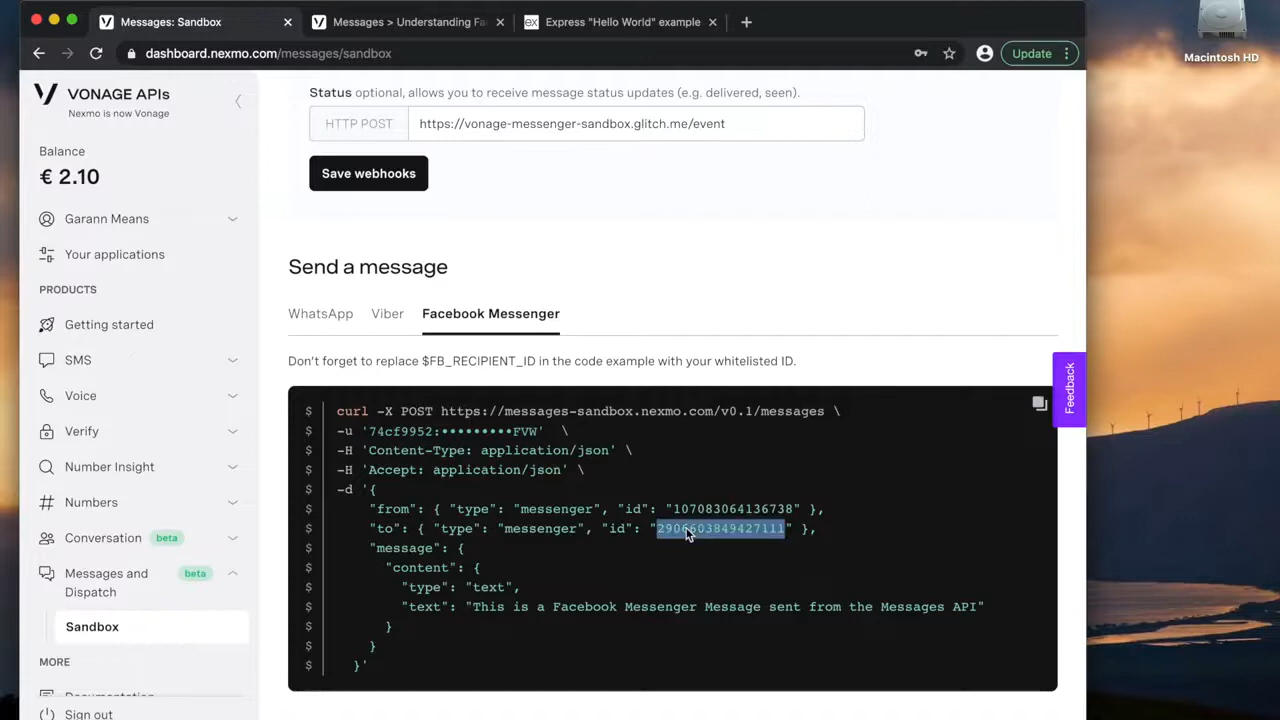 Messages: Sandbox
Messages > Understanding Fa
Express "Hello World" example
dashboard.nexmo.com/messages/sandbox
Update
Macintosh HD
VONAGE APIs
Nexmo is now Vonage
Balance
€ 2.10
Garann Means
Your applications
PRODUCTS
Getting started
SMS
Voice
Verify
Number Insight
Numbers
Conversation beta
Messages and Dispatch beta
Sandbox
MORE
Documentation
Sign out
Status optional, allows you to receive message status updates (e.g. delivered, seen).
HTTP POST https://vonage-messenger-sandbox.glitch.me/event
Save webhooks
Send a message
WhatsApp Viber Facebook Messenger
Don't forget to replace $FB_RECIPIENT_ID in the code example with your whitelisted ID.
$ curl -X POST https://messages-sandbox.nexmo.com/v0.1/messages \
$ -u '74cf9952:•••••••••FVW' \
$ -H 'Content-Type: application/json' \
$ -H 'Accept: application/json' \
$ -d '{
$ "from": { "type": "messenger", "id": "107083064136738" },
$ "to": { "type": "messenger", "id": "2906603849427111" },
$ "message": {
$ "content": {
$ "type": "text",
$ "text": "This is a Facebook Messenger Message sent from the Messages API"
$ }
$ }
$ }'
Feedback